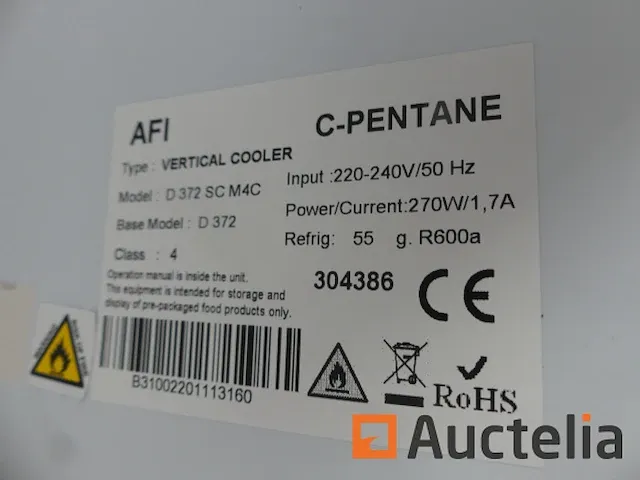 AFI
C-PENTANE
Type : VERTICAL COOLER
Model : D 372 SC M4C
Base Model : D 372
Class : 4
Input :220-240V/50 Hz
Power/Current:270W/1,7A
Refrig: 55 g. R600a
Operation manual is inside the unit.
This equipment is intended for storage and
display of pre-packaged food products only.
304386
CE
B31002201113160
RoHS
Auctelia